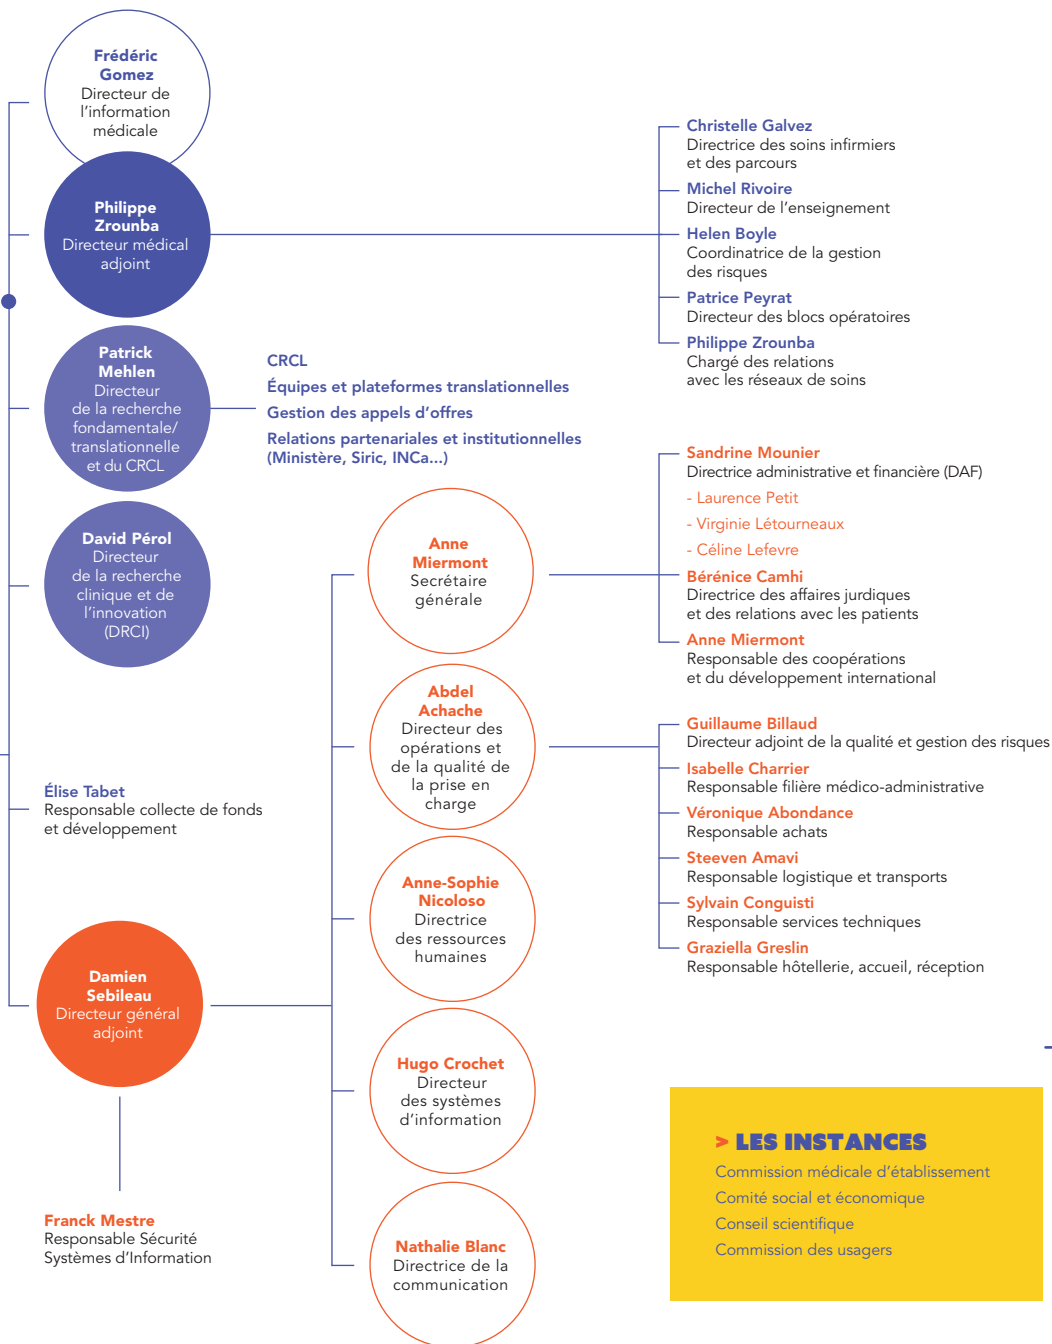 Frédéric
Gomez
Directeur de
l'information
médicale
Philippe
Zrounba
Directeur médical
adjoint
Christelle Galvez
Directrice des soins infirmiers
et des parcours
Michel Rivoire
Directeur de l'enseignement
Helen Boyle
Coordinatrice de la gestion
des risques
Patrice Peyrat
Directeur des blocs opératoires
Philippe Zrounba
Chargé des relations
avec les réseaux de soins
Patrick
Mehlen
Directeur
de la recherche
fondamentale/
translationnelle
et du CRCL
CRCL
Équipes et plateformes translationnelles
Gestion des appels d'offres
Relations partenariales et institutionnelles
(Ministère, Siric, INCa...)
David Pérol
Directeur
de la recherche
clinique et de
l'innovation
(DRCI)
Anne
Miermont
Secrétaire
générale
Sandrine Mounier
Directrice administrative et financière (DAF)
- Laurence Petit
- Virginie Létourneaux
- Céline Lefevre
Bérénice Camhi
Directrice des affaires jurdiques
et des relations avec les patients
Anne Miermont
Responsable des coopérations
et du développement international
Abdel
Achache
Directeur des
opérations et
de la qualité de
la prise en
charge
Guillaume Billaud
Directeur adjoint de la qualité et gestion des risques
Isabelle Charrier
Responsable filière médico-administrative
Véronique Abondance
Responsable achats
Steeven Amavi
Responsable logistique et transports
Sylvain Conguisti
Responsable services techniques
Graziella Greslin
Responsable hôtellerie, accueil, réception
Élise Tabet
Responsable collecte de fonds
et développement
Anne-Sophie
Nicoloso
Directrice
des ressources
humaines
Damien
Sebileau
Directeur général
adjoint
Hugo Crochet
Directeur
des systèmes
d'information
Franck Mestre
Responsable Sécurité
Systèmes d'Information
Nathalie Blanc
Directrice de la
communication
> LES INSTANCES
Commission médicale d'établissement
Comité social et économique
Conseil scientifique
Commission des usagers